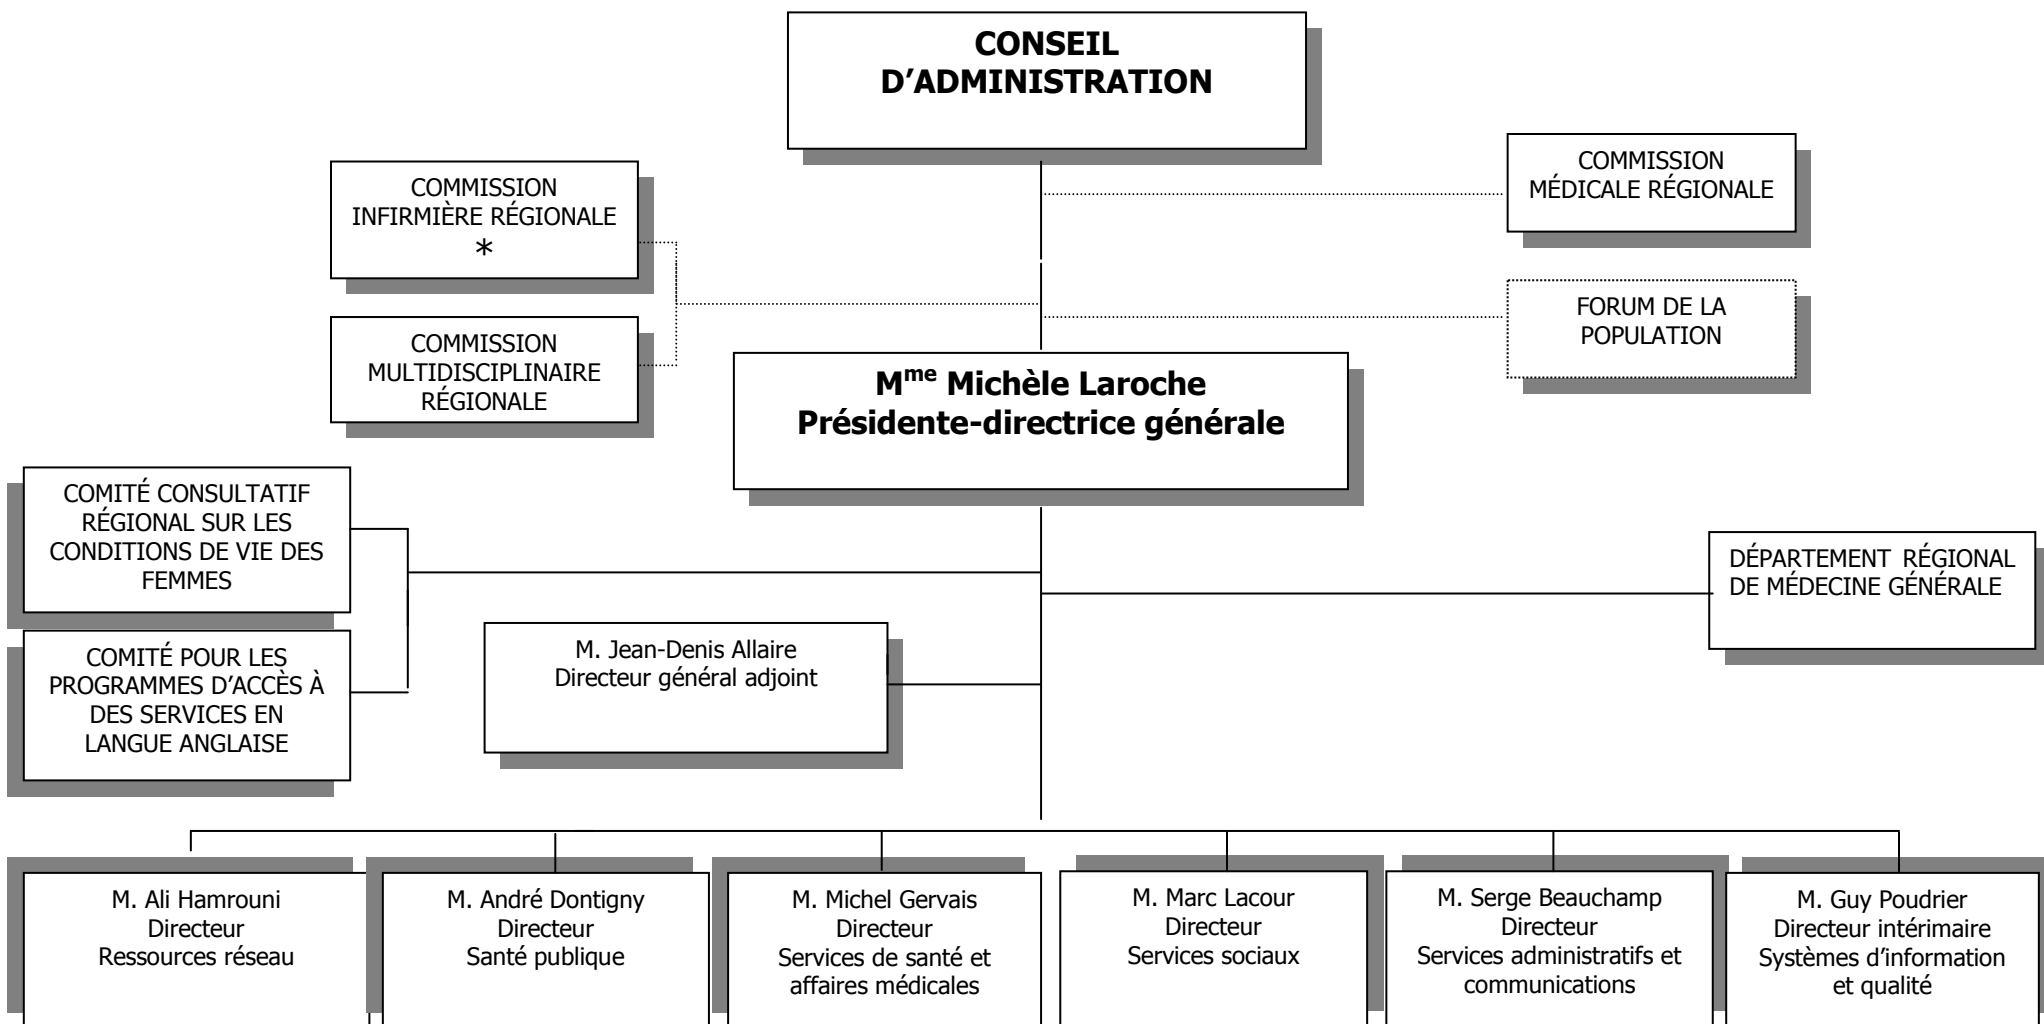 CONSEIL
D'ADMINISTRATION
COMMISSION
MÉDICALE RÉGIONALE
COMMISSION
INFIRMIÈRE RÉGIONALE
*
FORUM DE LA
POPULATION
COMMISSION
MULTIDISCIPLINAIRE
RÉGIONALE
Mme Michèle Laroche
Présidente-directrice générale
COMITÉ CONSULTATIF
RÉGIONAL SUR LES
CONDITIONS DE VIE DES
FEMMES
DÉPARTEMENT RÉGIONAL
DE MÉDECINE GÉNÉRALE
M. Jean-Denis Allaire
Directeur général adjoint
COMITÉ POUR LES
PROGRAMMES D'ACCÈS À
DES SERVICES EN
LANGUE ANGLAISE
M. Ali Hamrouni
Directeur
Ressources réseau
M. André Dontigny
Directeur
Santé publique
M. Michel Gervais
Directeur
Services de santé et
affaires médicales
M. Marc Lacour
Directeur
Services sociaux
M. Serge Beauchamp
Directeur
Services administratifs et
communications
M. Guy Poudrier
Directeur intérimaire
Systèmes d'information
et qualité